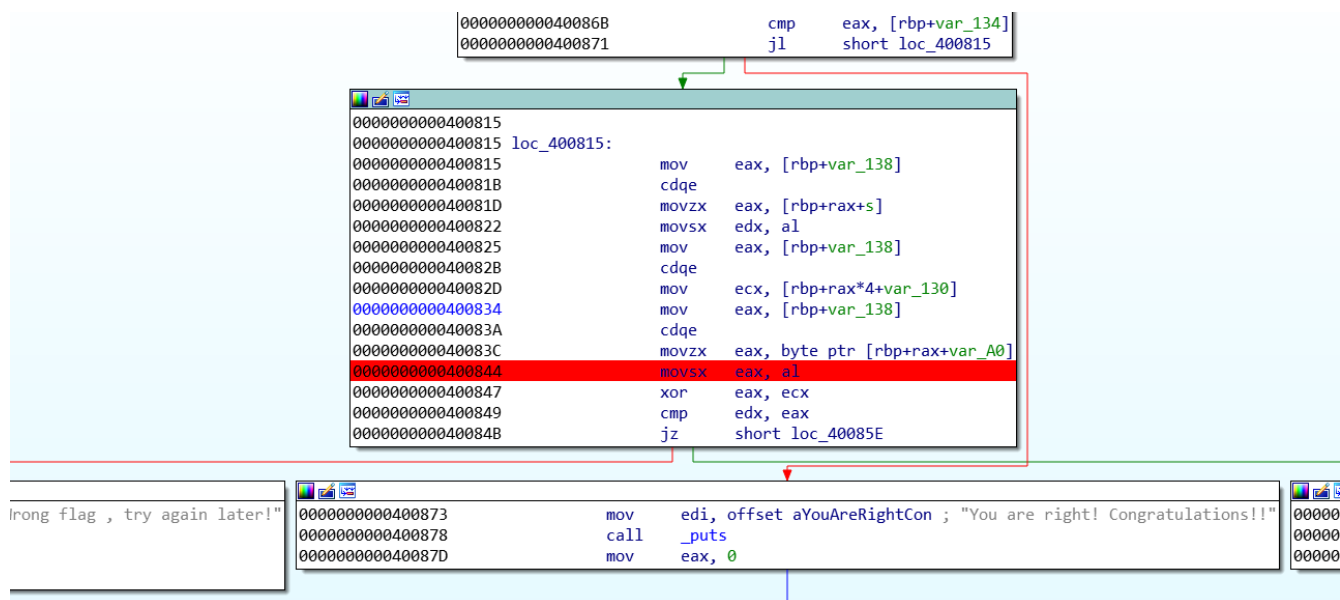 000000000040086B cmp eax, [rbp+var_134]
0000000000400871 jl short loc_400815
0000000000400815
0000000000400815 loc_400815:
0000000000400815 mov eax, [rbp+var_138]
000000000040081B cdqe
000000000040081D movzx eax, [rbp+rax+s]
0000000000400822 movsx edx, al
0000000000400825 mov eax, [rbp+var_138]
000000000040082B cdqe
000000000040082D mov ecx, [rbp+rax*4+var_130]
0000000000400834 mov eax, [rbp+var_138]
000000000040083A cdqe
000000000040083C movzx eax, byte ptr [rbp+rax+var_A0]
0000000000400844 movsx eax, al
0000000000400847 xor eax, ecx
0000000000400849 cmp edx, eax
000000000040084B jz short loc_40085E
rong flag , try again later!"
0000000000400873 mov edi, offset aYouAreRightCon ; "You are right! Congratulations!!"
0000000000400878 call _puts
000000000040087D mov eax, 0
00000
00000
00000